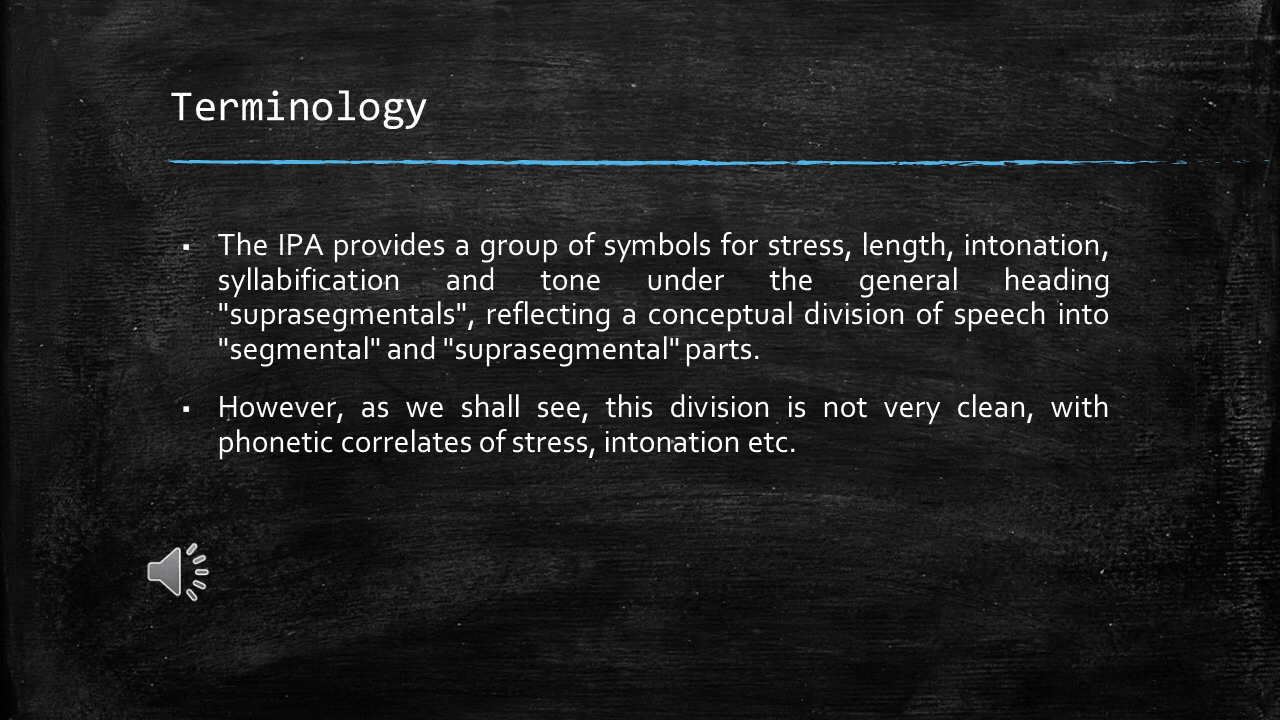 Terminology
▪ The IPA provides a group of symbols for stress, length, intonation,
syllabification and tone under the general heading
"suprasegmentals", reflecting a conceptual division of speech into
"segmental" and "suprasegmental" parts.
▪ However, as we shall see, this division is not very clean, with
phonetic correlates of stress, intonation etc.